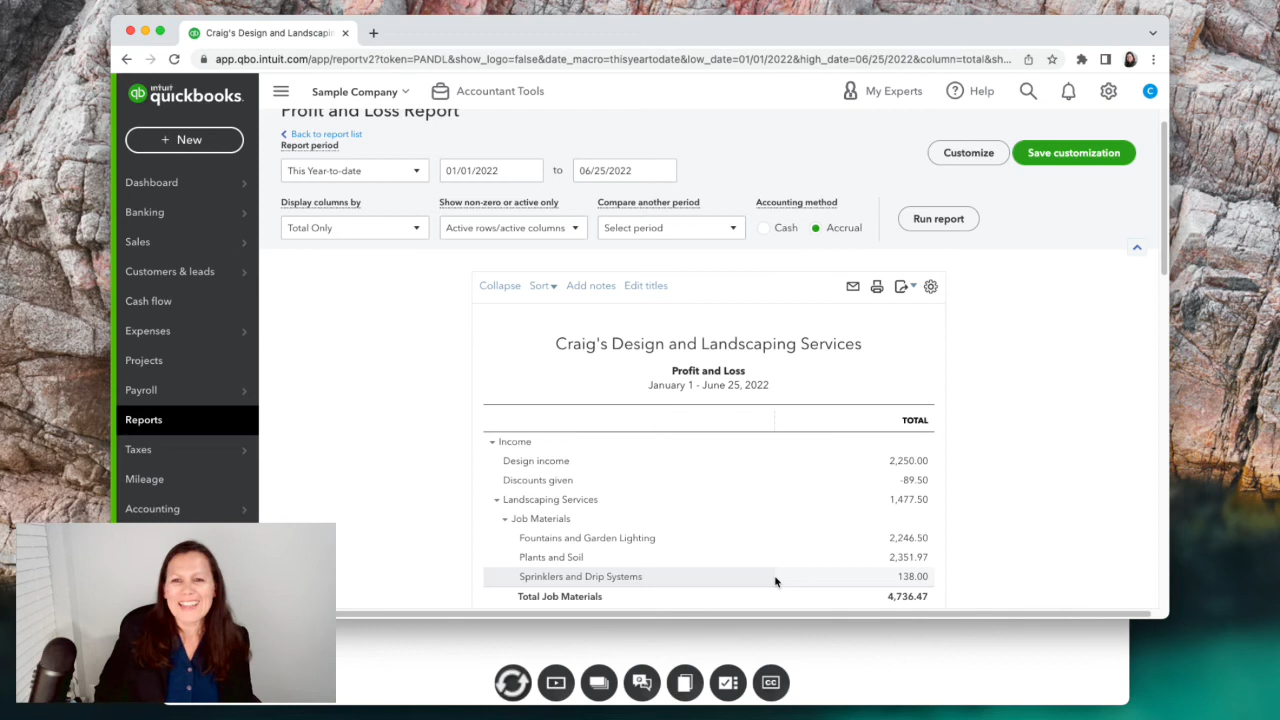 Craig's Design and Landscapin
app.qbo.intuit.com/app/reportv2?token=PANDL&show_logo=false&date_macro=thisyeartodate&low_date=01/01/2022&high_date=06/25/2022&column=total&sh...
intuit
quickbooks.
Sample Company
Accountant Tools
My Experts
Help
C
+ New
Dashboard
Banking
Sales
Customers & leads
Cash flow
Expenses
Projects
Payroll
Reports
Taxes
Mileage
Accounting
Profit and Loss Report
Back to report list
Report period
This Year-to-date
01/01/2022 to 06/25/2022
Customize
Save customization
Display columns by
Show non-zero or active only
Compare another period
Accounting method
Total Only
Active rows/active columns
Select period
Cash
Accrual
Run report
Collapse Sort Add notes Edit titles
Craig's Design and Landscaping Services
Profit and Loss
January 1 - June 25, 2022
TOTAL
Income
Design income 2,250.00
Discounts given -89.50
Landscaping Services 1,477.50
Job Materials
Fountains and Garden Lighting 2,246.50
Plants and Soil 2,351.97
Sprinklers and Drip Systems 138.00
Total Job Materials 4,736.47
CC